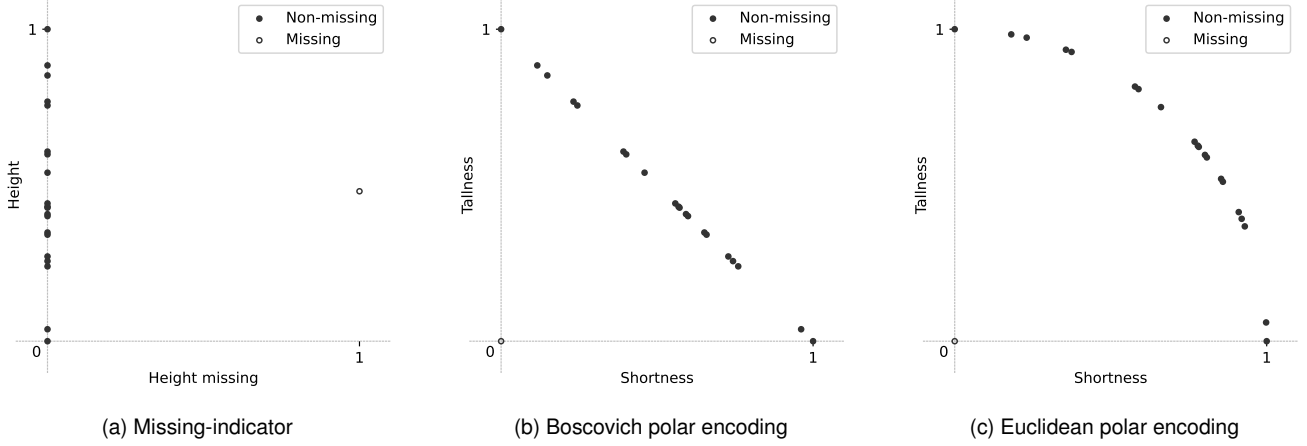 1
Height
0
1
Height missing
Non-missing
Missing
(a) Missing-indicator
1
Tallness
0
1
Shortness
Non-missing
Missing
(b) Boscovich polar encoding
1
Tallness
0
1
Shortness
Non-missing
Missing
(c) Euclidean polar encoding